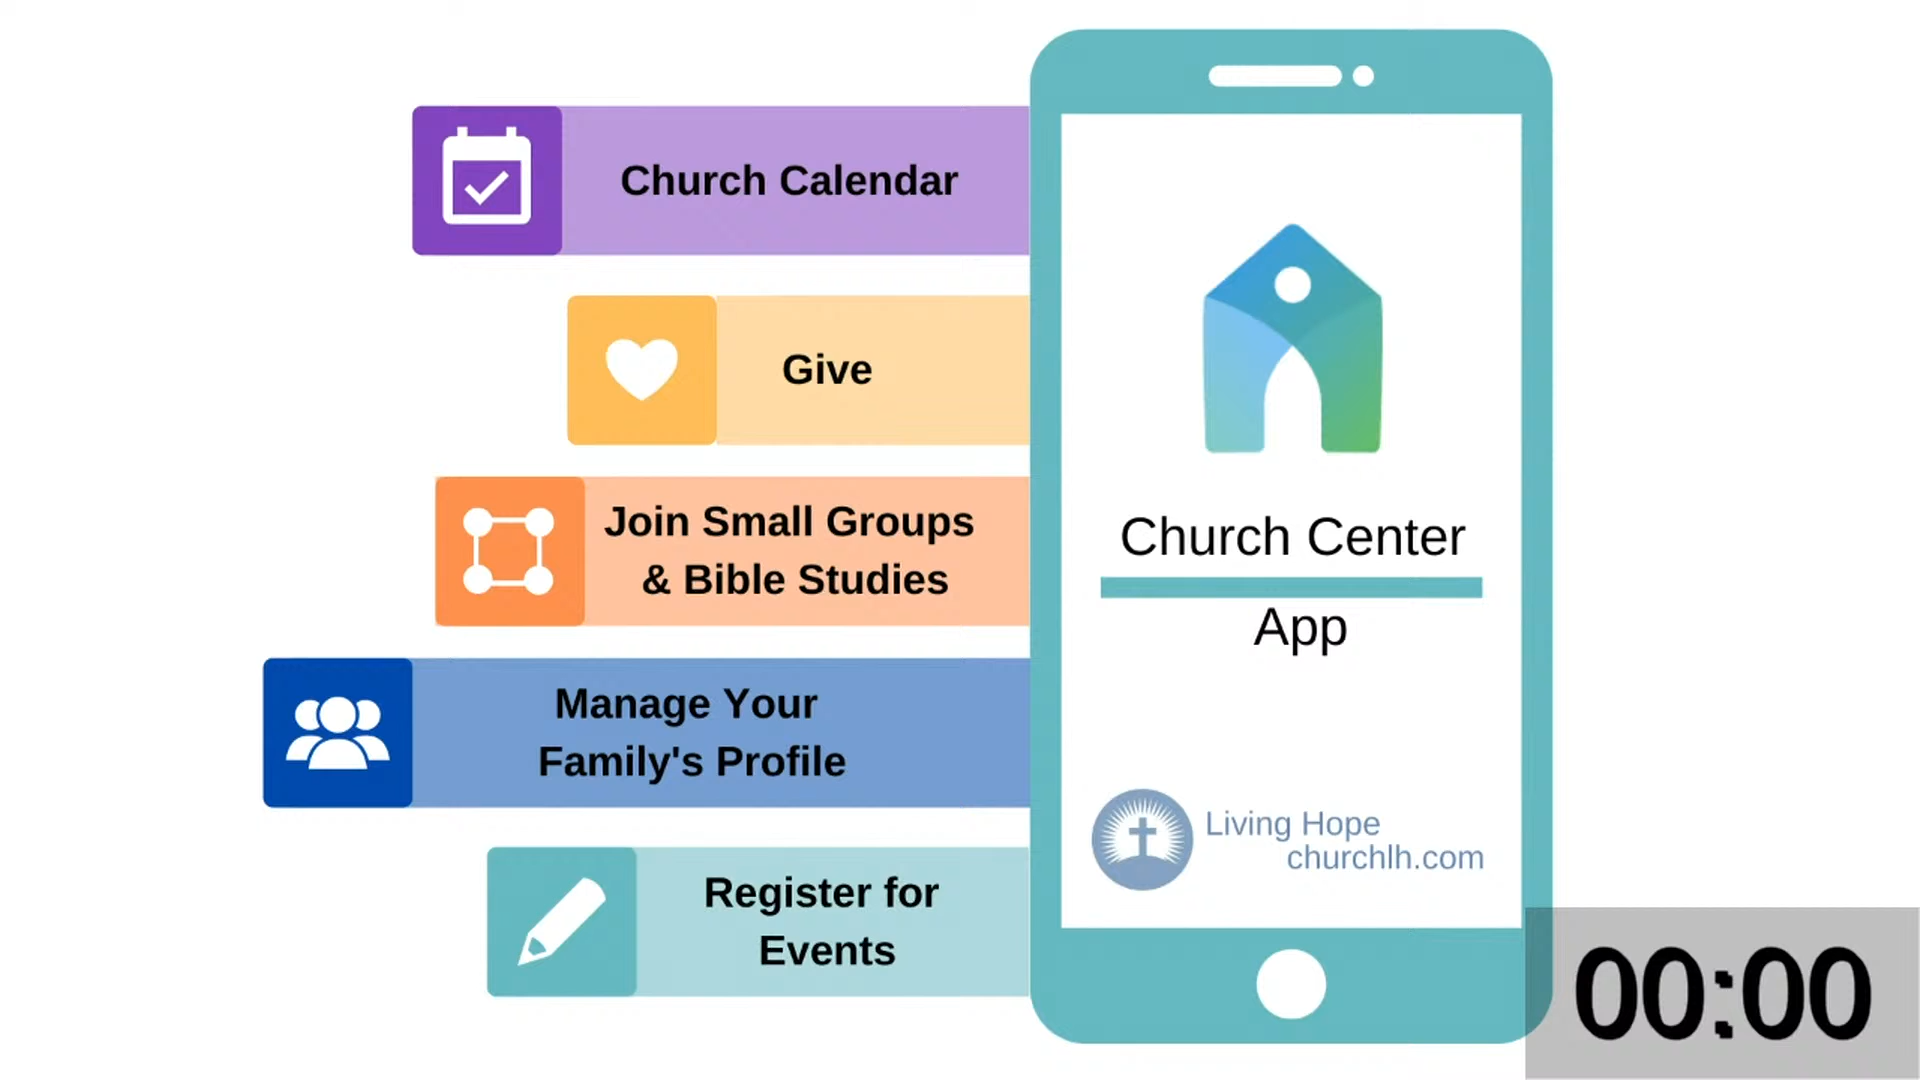 Church Calendar
Give
Join Small Groups
& Bible Studies
Manage Your
Family's Profile
Register for
Events
Church Center
App
Living Hope
churchlh.com
00:00